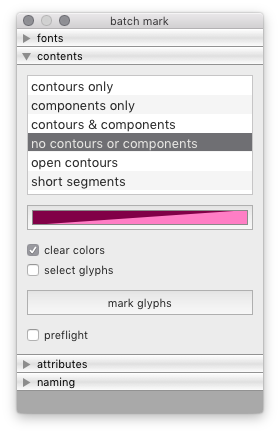 batch mark
fonts
contents
contours only
components only
contours & components
no contours or components
open contours
short segments
clear colors
select glyphs
mark glyphs
preflight
attributes
naming